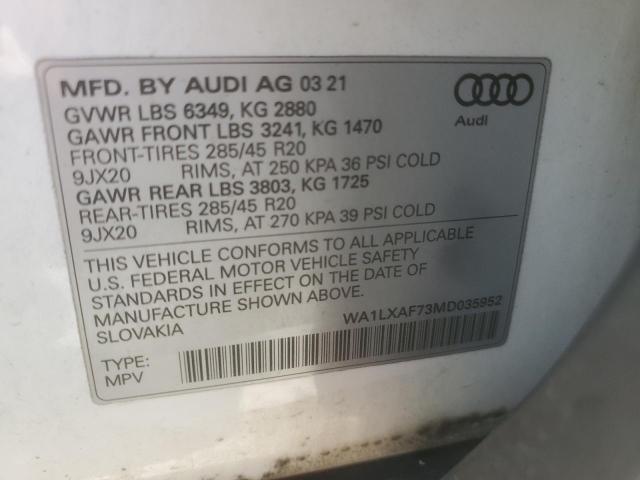 MFD. BY AUDI AG 03 21
GVWR LBS 6349, KG 2880
GAWR FRONT LBS 3241, KG 1470
FRONT-TIRES 285/45 R20
9JX20 RIMS, AT 250 KPA 36 PSI COLD
GAWR REAR LBS 3803, KG 1725
REAR-TIRES 285/45 R20
9JX20 RIMS, AT 270 KPA 39 PSI COLD
Audi
THIS VEHICLE CONFORMS TO ALL APPLICABLE
U.S. FEDERAL MOTOR VEHICLE SAFETY
STANDARDS IN EFFECT ON THE DATE OF
MANUFACTURE SHOWN ABOVE.
SLOVAKIA
WA1LXAF73MD035952
TYPE:
MPV